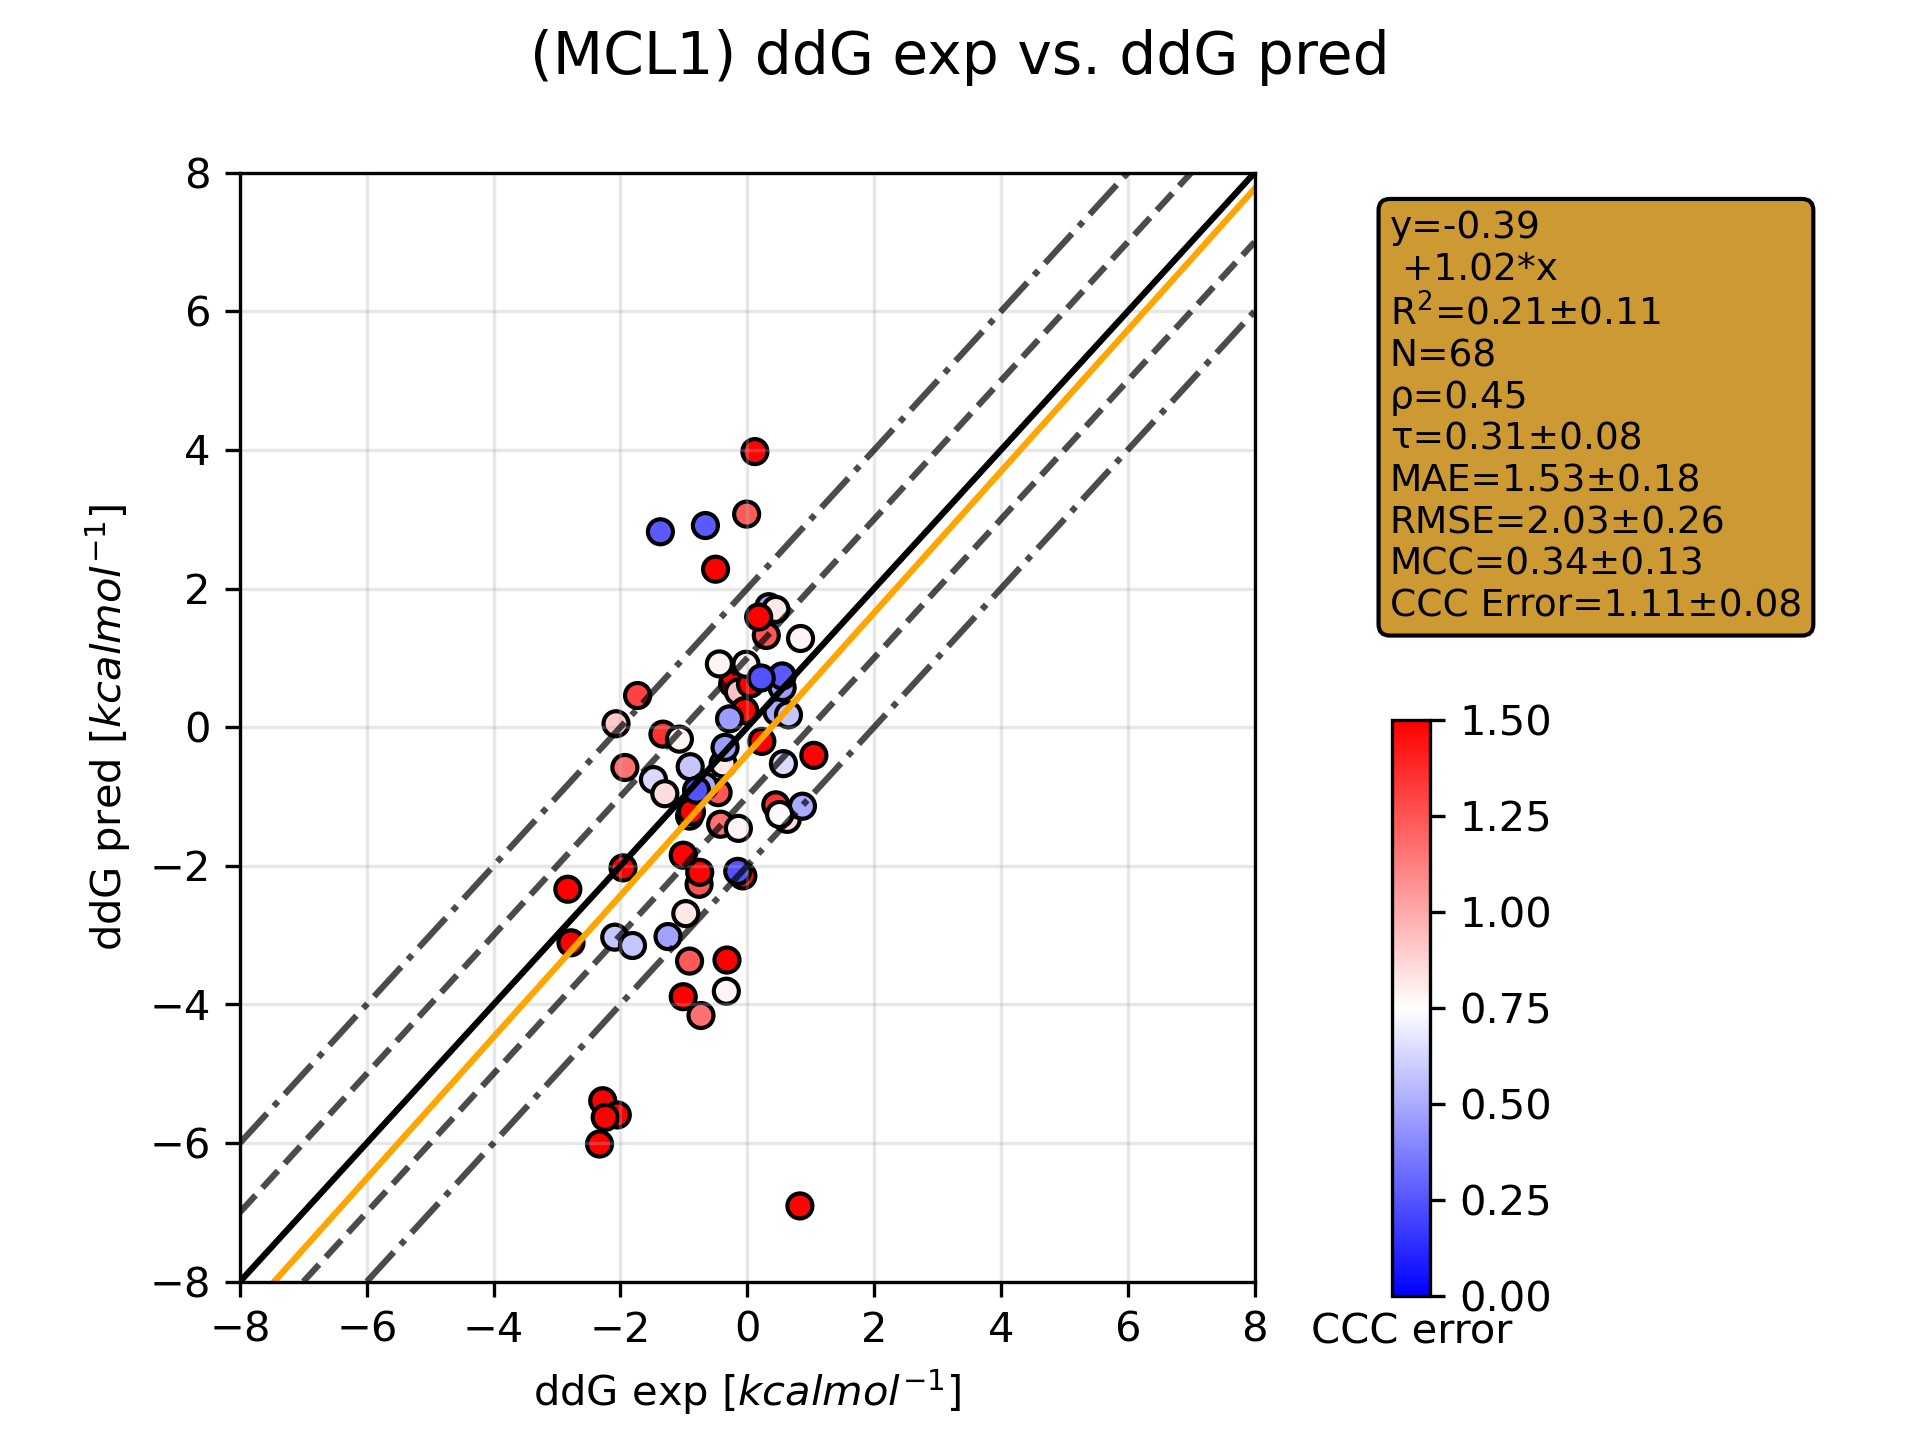 (MCL1) ddG exp vs. ddG pred
8
6
4
2
0
−2
−4
−6
−8
ddG pred [kcalmol⁻¹]
−8 −6 −4 −2 0 2 4 6 8
ddG exp [kcalmol⁻¹]
y=-0.39
+1.02*x
R²=0.21±0.11
N=68
ρ=0.45
τ=0.31±0.08
MAE=1.53±0.18
RMSE=2.03±0.26
MCC=0.34±0.13
CCC Error=1.11±0.08
1.50
1.25
1.00
0.75
0.50
0.25
0.00
CCC error